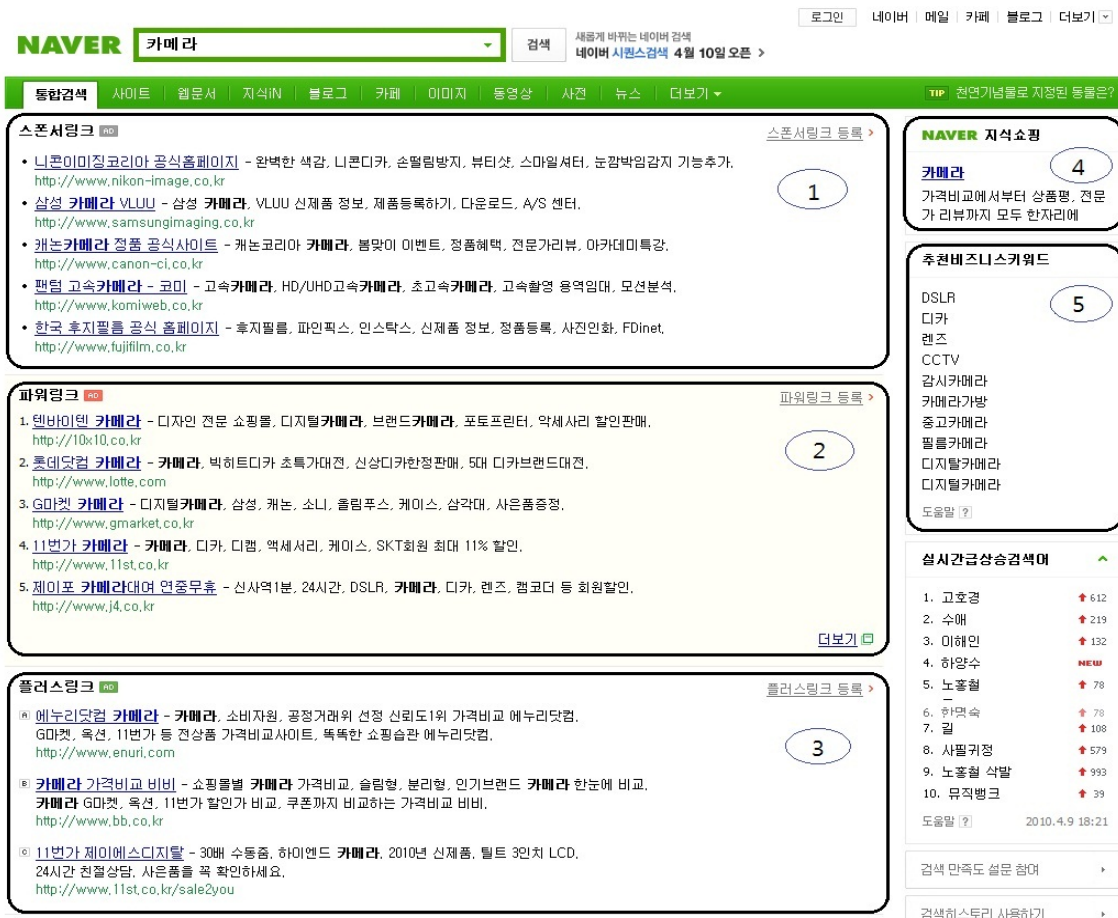 로그인 네이버 메일 카페 블로그 더보기
NAVER 카메라 검색 새롭게 바뀌는 네이버 검색
네이버 시퀀스검색 4월 10일 오픈 >
통합검색 사이트 웹문서 지식iN 블로그 카페 이미지 동영상 사전 뉴스 더보기
TIP 천연기념물로 지정된 동물은?
스폰서링크 AD 스폰서링크 등록 >
• 니콘이미징코리아 공식홈페이지 - 완벽한 색감, 니콘디카, 손떨림방지, 뷰티샷, 스마일셔터, 눈깜박임감지 기능추가.
http://www.nikon-image.co.kr
1
• 삼성 카메라 VLUU - 삼성 카메라, VLUU 신제품 정보, 제품등록하기, 다운로드, A/S 센터.
http://www.samsungimaging.co.kr
• 캐논카메라 정품 공식사이트 - 캐논코리아 카메라, 봄맞이 이벤트, 정품혜택, 전문가리뷰, 아카데미특강.
http://www.canon-ci.co.kr
• 팬텀 고속카메라 - 코미 - 고속카메라, HD/UHD고속카메라, 초고속카메라, 고속촬영 용역임대, 모션분석.
http://www.komiweb.co.kr
• 한국 후지필름 공식 홈페이지 - 후지필름, 파인픽스, 인스탁스, 신제품 정보, 정품등록, 사진인화, FDinet.
http://www.fujifilm.co.kr
파워링크 AD 파워링크 등록 >
1. 텐바이텐 카메라 - 디자인 전문 쇼핑몰, 디지털카메라, 브랜드카메라, 포토프린터, 악세사리 할인판매.
http://10x10.co.kr
2
2. 롯데닷컴 카메라 - 카메라, 빅히트디카 초특가대전, 신상디카한정판매, 5대 디카브랜드대전.
http://www.lotte.com
3. G마켓 카메라 - 디지털카메라, 삼성, 캐논, 소니, 올림푸스, 케이스, 삼각대, 사은품증정.
http://www.gmarket.co.kr
4. 11번가 카메라 - 카메라, 디카, 디캠, 액세서리, 케이스, SKT회원 최대 11% 할인.
http://www.11st.co.kr
5. 제이포 카메라대여 연중무휴 - 신사역1분, 24시간, DSLR, 카메라, 디카, 렌즈, 캠코더 등 회원할인.
http://www.j4.co.kr
더보기
플러스링크 AD 플러스링크 등록 >
A 에누리닷컴 카메라 - 카메라, 소비자원, 공정거래위 선정 신뢰도1위 가격비교 에누리닷컴.
G마켓, 옥션, 11번가 등 전상품 가격비교사이트, 똑똑한 쇼핑습관 에누리닷컴.
http://www.enuri.com
3
B 카메라 가격비교 비비 - 쇼핑몰별 카메라 가격비교, 슬림형, 분리형, 인기브랜드 카메라 한눈에 비교.
카메라 G마켓, 옥션, 11번가 할인가 비교, 쿠폰까지 비교하는 가격비교 비비.
http://www.bb.co.kr
C 11번가 제이에스디지탈 - 30배 수동줌, 하이엔드 카메라, 2010년 신제품, 틸트 3인치 LCD.
24시간 친절상담. 사은품을 꼭 확인하세요.
http://www.11st.co.kr/sale2you
NAVER 지식쇼핑
카메라 4
가격비교에서부터 상품평, 전문
가 리뷰까지 모두 한자리에
추천비즈니스키워드
DSLR 5
디카
렌즈
CCTV
감시카메라
카메라가방
중고카메라
필름카메라
디지탈카메라
디지털카메라
도움말 ?
실시간급상승검색어
1. 고호경 612
2. 수애 219
3. 이해인 132
4. 하양수 NEW
5. 노홍철 78
6. 한명숙 78
7. 길 108
8. 사필귀정 579
9. 노홍철 삭발 993
10. 뮤직뱅크 39
도움말 ? 2010.4.9 18:21
검색 만족도 설문 참여
검색히스토리 사용하기